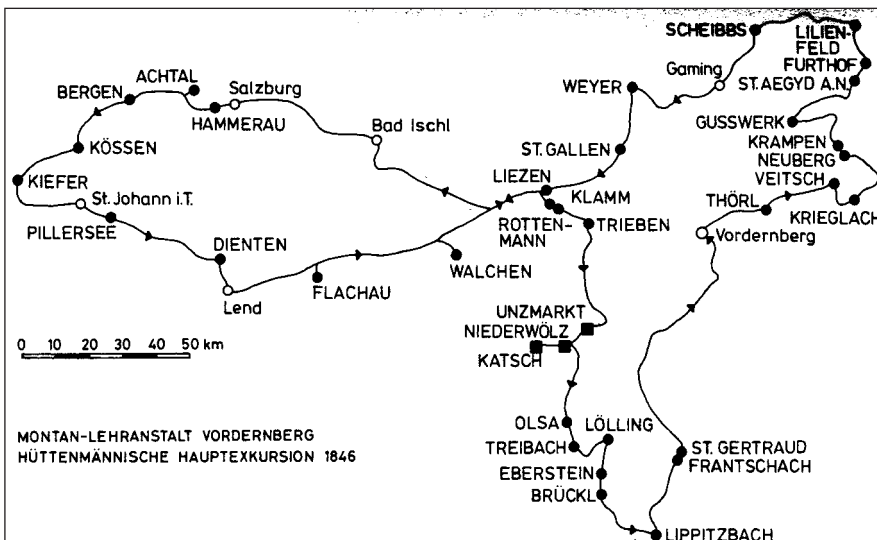 SCHEIBBS
LILIEN-
FELD
FURTHOF
ST.AEGYD A.N.
Gaming
WEYER
ACHTAL
Salzburg
BERGEN
HAMMERAU
GUSSWERK
Bad Ischl
KRAMPEN
NEUBERG
VEITSCH
ST.GALLEN
KÖSSEN
LIEZEN
KLAMM
KIEFER
St.Johann i.T.
THÖRL
KRIEGLACH
PILLERSEE
ROTTEN-
MANN
TRIEBEN
Vordernberg
DIENTEN
WALCHEN
FLACHAU
Lend
UNZMARKT
NIEDERWÖLZ
KATSCH
0 10 20 30 40 50 km
OLSA
LÖLLING
MONTAN-LEHRANSTALT VORDERNBERG
HÜTTENMÄNNISCHE HAUPTEXKURSION 1846
TREIBACH
ST. GERTRAUD
FRANTSCHACH
EBERSTEIN
BRÜCKL
LIPPITZBACH